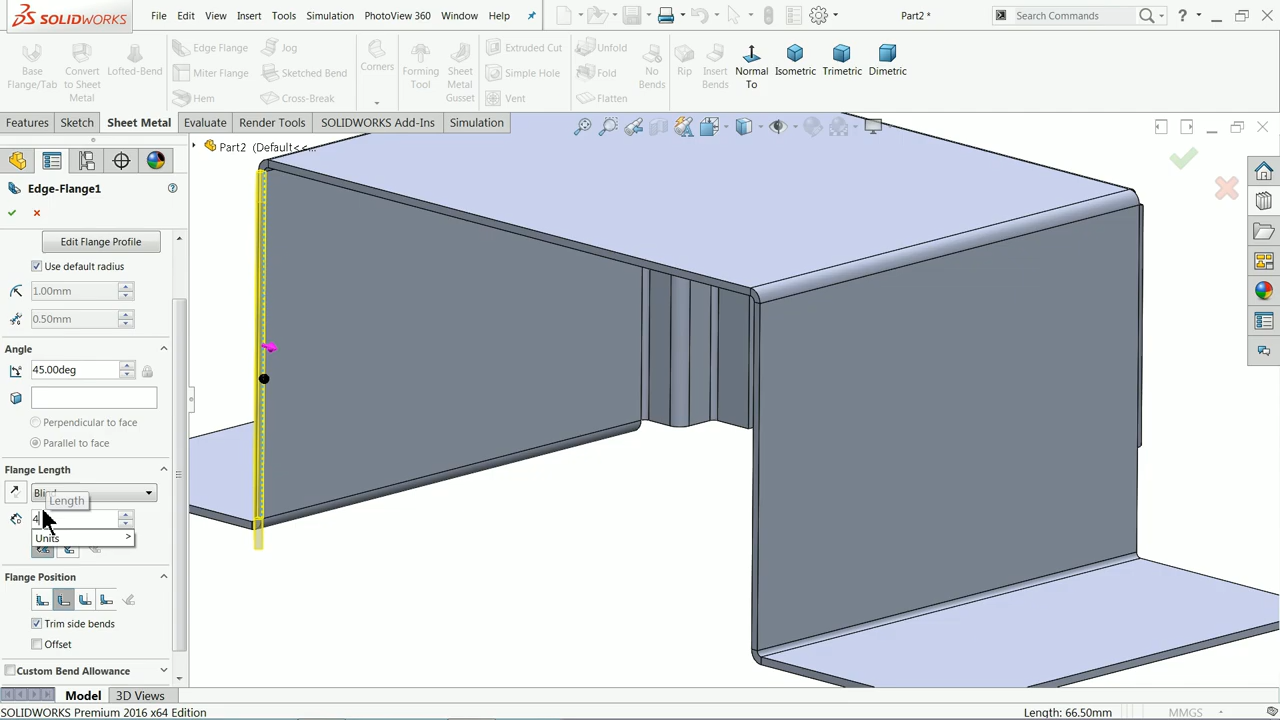 SOLIDWORKS
File Edit View Insert Tools Simulation PhotoView 360 Window Help
Part2 *
Search Commands
Base Flange/Tab
Convert to Sheet Metal
Lofted-Bend
Edge Flange
Miter Flange
Hem
Jog
Sketched Bend
Cross-Break
Corners
Forming Tool
Sheet Metal Gusset
Extruded Cut
Simple Hole
Vent
Unfold
Fold
Flatten
No Bends
Rip
Insert Bends
Normal To
Isometric
Trimetric
Dimetric
Features Sketch Sheet Metal Evaluate Render Tools SOLIDWORKS Add-Ins Simulation
Part2 (Default<<...
Edge-Flange1
Edit Flange Profile
Use default radius
1.00mm
0.50mm
Angle
45.00deg
Perpendicular to face
Parallel to face
Flange Length
Bli
Length
4
Units >
Flange Position
Trim side bends
Offset
Custom Bend Allowance
Model 3D Views
SOLIDWORKS Premium 2016 x64 Edition
Length: 66.50mm
MMGS